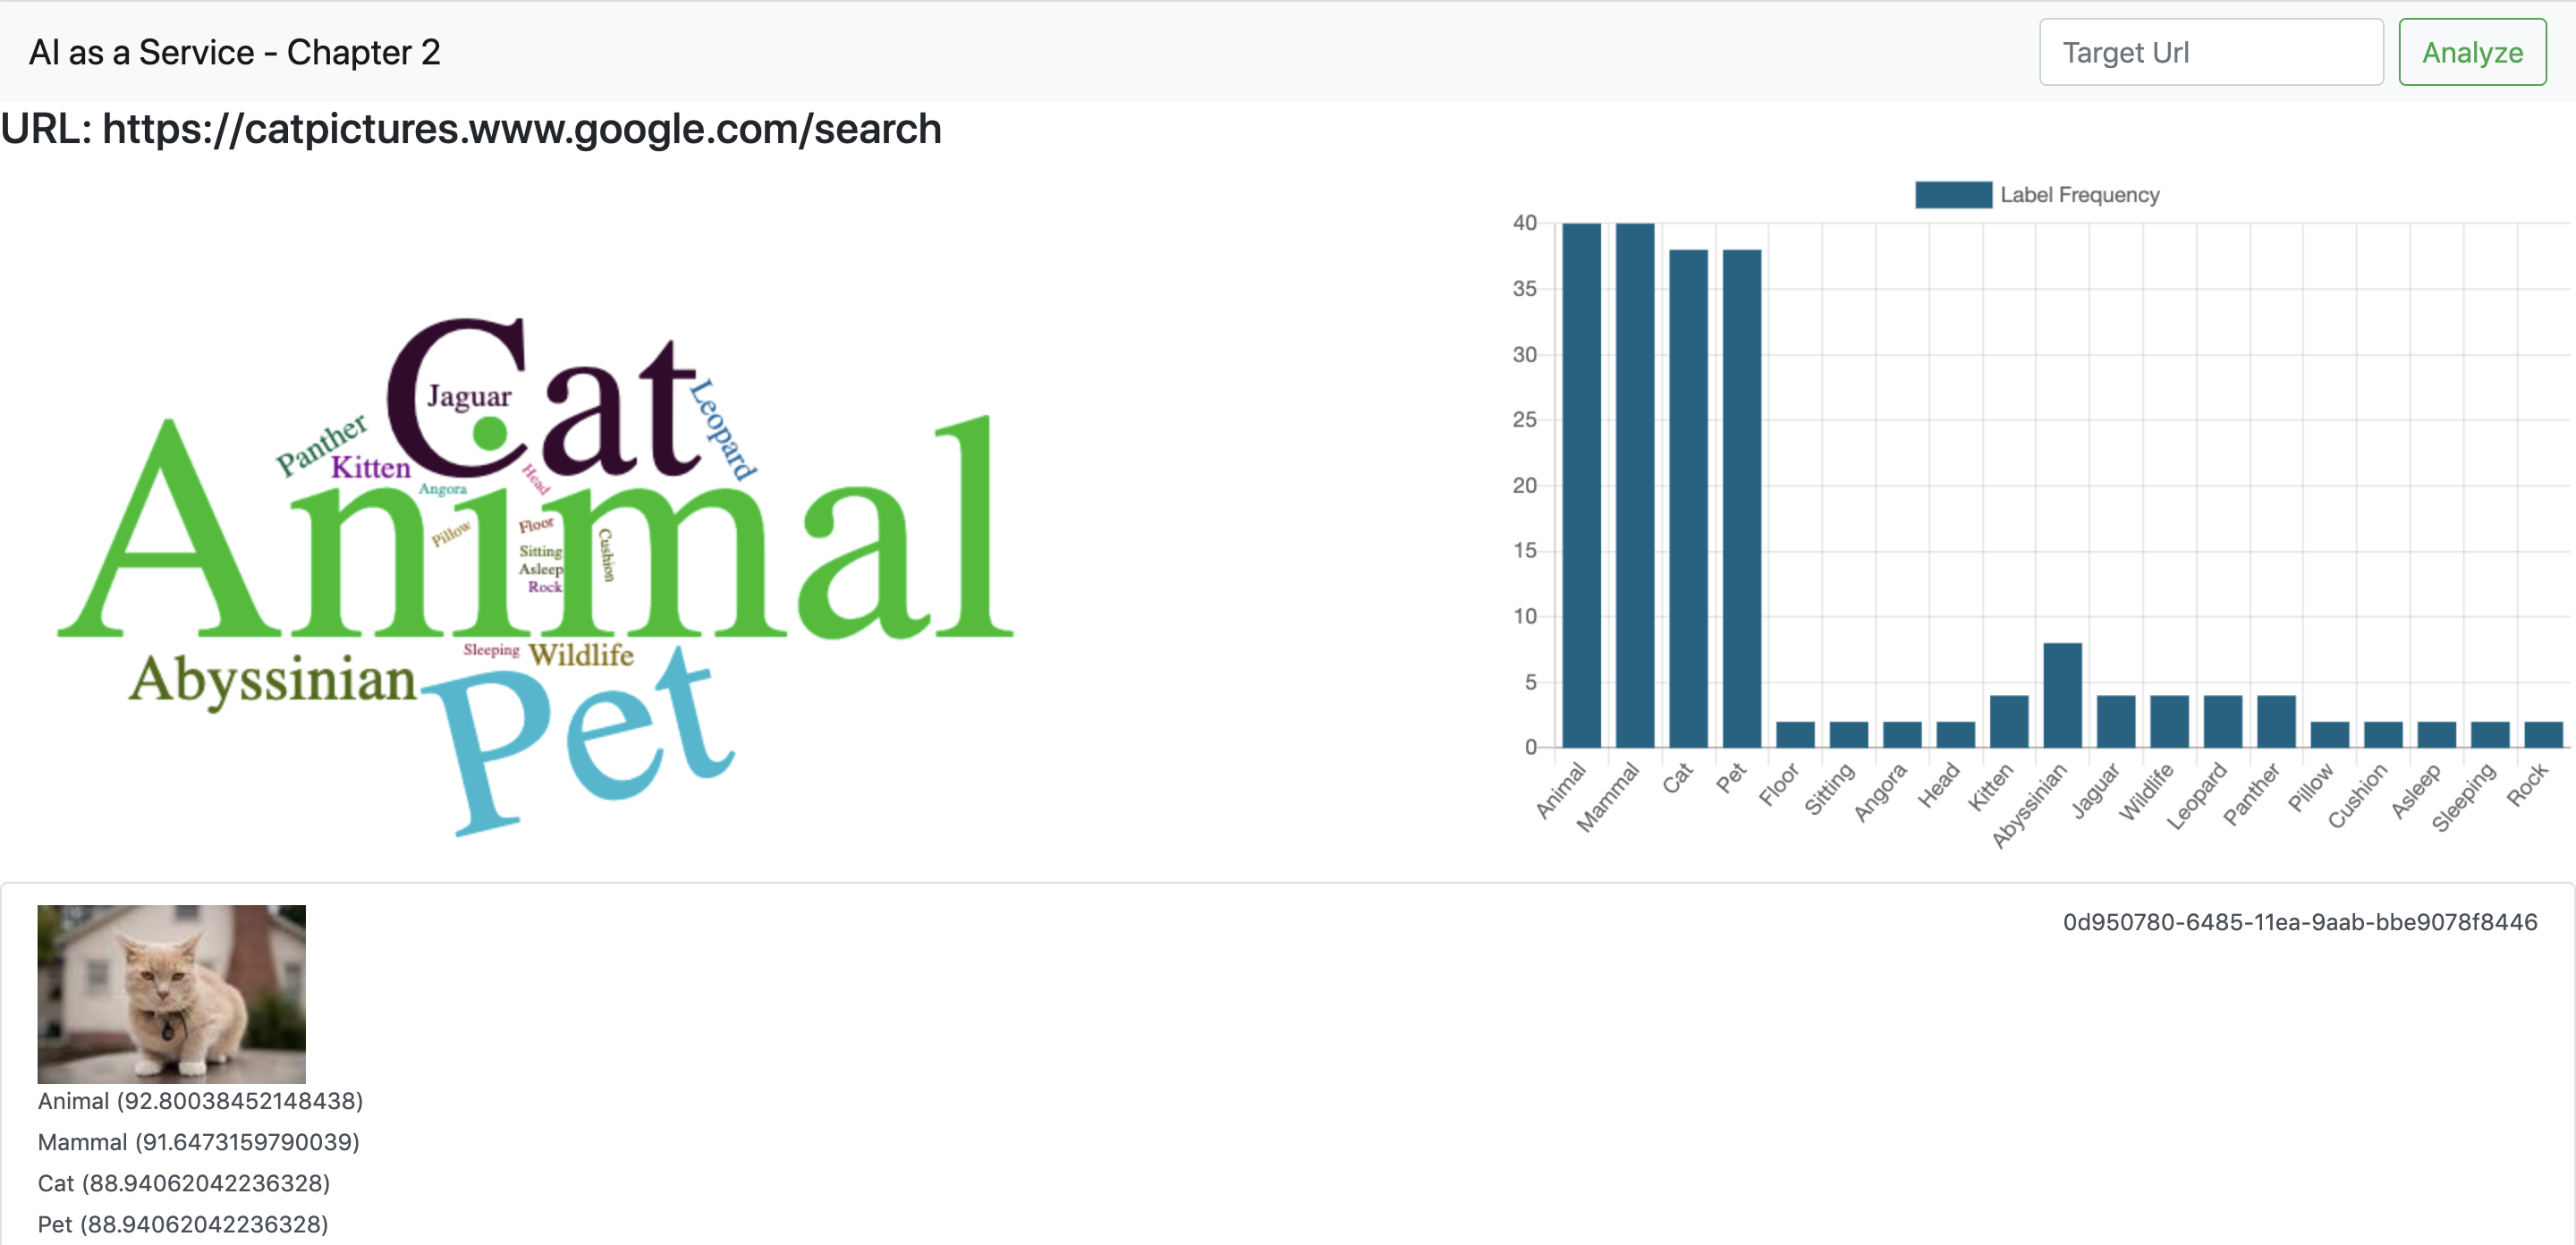 AI as a Service - Chapter 2
Target Url
Analyze
URL: https://catpictures.www.google.com/search
Cat
Jaguar
Leopard
Panther
Kitten
Angora
Head
Animal
Pillow
Floor
Cushion
Sitting
Asleep
Rock
Sleeping
Wildlife
Abyssinian
Pet
Label Frequency
40
35
30
25
20
15
10
5
0
Animal
Mammal
Cat
Pet
Floor
Sitting
Angora
Head
Kitten
Abyssinian
Jaguar
Wildlife
Leopard
Panther
Pillow
Cushion
Asleep
Sleeping
Rock
0d950780-6485-11ea-9aab-bbe9078f8446
Animal (92.80038452148438)
Mammal (91.6473159790039)
Cat (88.94062042236328)
Pet (88.94062042236328)